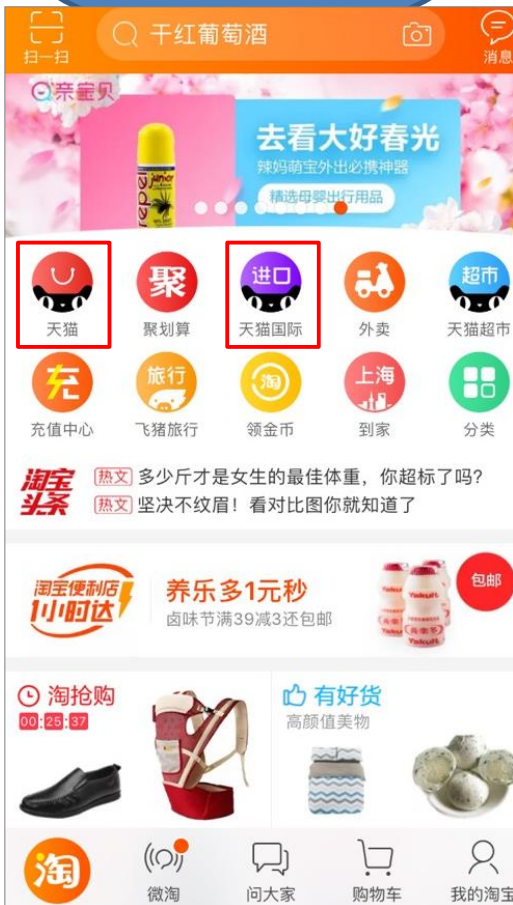 干红葡萄酒
扫一扫
消息
亲宝贝
去看大好春光
辣妈萌宝外出必携神器
精选母婴出行用品
repel
junior
聚
进口
超市
天猫
聚划算
天猫国际
外卖
天猫超市
充
旅行
淘
上海
充值中心
飞猪旅行
领金币
到家
分类
淘宝头条
热文 多少斤才是女生的最佳体重，你超标了吗?
热文 坚决不纹眉！看对比图你就知道了
淘宝便利店
1小时达
养乐多1元秒
卤味节满39减3还包邮
包邮
Yakult
淘抢购
00:25:37
有好货
高颜值美物
淘
微淘
问大家
购物车
我的淘宝